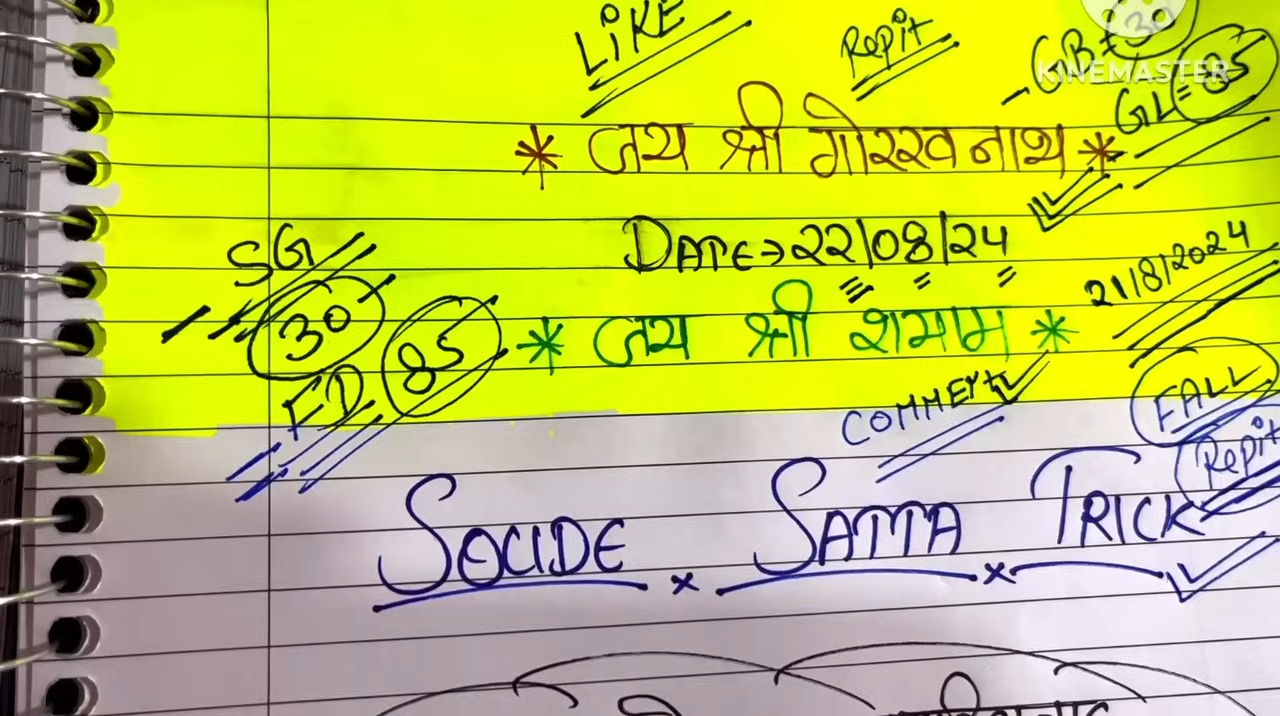 LIKE
Repit
- GB = 30
KINEMASTER
GL = 85
* जय श्री गोरखनाथ *
DATE→22/08/24
SG
30
FD 85
21/8/2024
* जय श्री शमाम *
COMMENT
FALL
Repit
SOCIDE × SATTA × TRICK